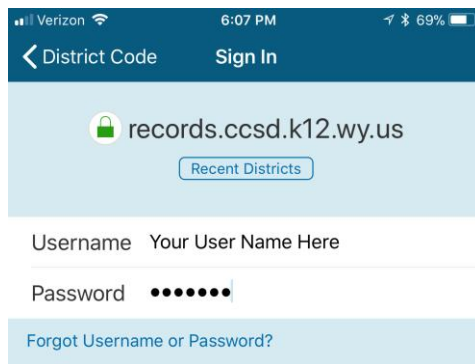 Verizon 6:07 PM 69%
District Code Sign In
records.ccsd.k12.wy.us
Recent Districts
Username Your User Name Here
Password •••••••
Forgot Username or Password?